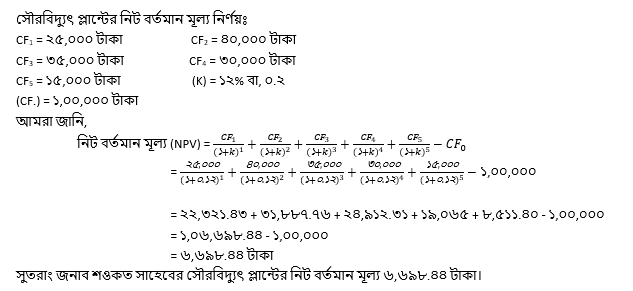 সৌরবিদ্যুৎ প্লান্টের নিট বর্তমান মূল্য নির্ণয়ঃ
CF₁ = ২৫,০০০ টাকা CF₂ = ৪০,০০০ টাকা
CF₃ = ৩৫,০০০ টাকা CF₄ = ৩০,০০০ টাকা
CF₅ = ১৫,০০০ টাকা (K) = ১২% বা, ০.২
(CF.) = ১,০০,০০০ টাকা
আমরা জানি,
নিট বর্তমান মূল্য (NPV) = CF₁/(১+k)¹ + CF₂/(১+k)² + CF₃/(১+k)³ + CF₄/(১+k)⁴ + CF₅/(১+k)⁵ − CF₀
= ২৫,০০০/(১+০.১২)¹ + ৪০,০০০/(১+০.১২)² + ৩৫,০০০/(১+০.১২)³ + ৩০,০০০/(১+০.১২)⁴ + ১৫,০০০/(১+০.১২)⁵ − ১,০০,০০০
= ২২,৩২১.৪৩ + ৩১,৮৮৭.৭৬ + ২৪,৯১২.৩১ + ১৯,০৬৫ + ৮,৫১১.৪০ - ১,০০,০০০
= ১,০৬,৬৯৮.৪৪ - ১,০০,০০০
= ৬,৬৯৮.৪৪ টাকা
সুতরাং জনাব শওকত সাহেবের সৌরবিদ্যুৎ প্লান্টের নিট বর্তমান মূল্য ৬,৬৯৮.৪৪ টাকা।